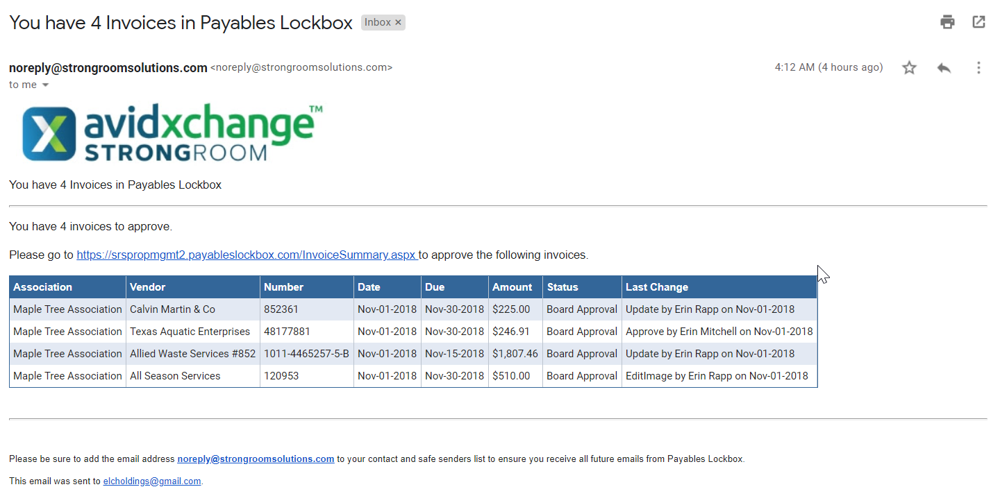 You have 4 Invoices in Payables Lockbox Inbox ×
noreply@strongroomsolutions.com <noreply@strongroomsolutions.com> 4:12 AM (4 hours ago)
to me
avidxchange™
STRONGROOM
You have 4 Invoices in Payables Lockbox
You have 4 invoices to approve.
Please go to https://srspropmgmt2.payableslockbox.com/InvoiceSummary.aspx to approve the following invoices.
Association Vendor Number Date Due Amount Status Last Change
Maple Tree Association Calvin Martin & Co 852361 Nov-01-2018 Nov-30-2018 $225.00 Board Approval Update by Erin Rapp on Nov-01-2018
Maple Tree Association Texas Aquatic Enterprises 48177881 Nov-01-2018 Nov-30-2018 $246.91 Board Approval Approve by Erin Mitchell on Nov-01-2018
Maple Tree Association Allied Waste Services #852 1011-4465257-5-B Nov-01-2018 Nov-15-2018 $1,807.46 Board Approval Update by Erin Rapp on Nov-01-2018
Maple Tree Association All Season Services 120953 Nov-01-2018 Nov-30-2018 $510.00 Board Approval EditImage by Erin Rapp on Nov-01-2018
Please be sure to add the email address noreply@strongroomsolutions.com to your contact and safe senders list to ensure you receive all future emails from Payables Lockbox.
This email was sent to elcholdings@gmail.com.